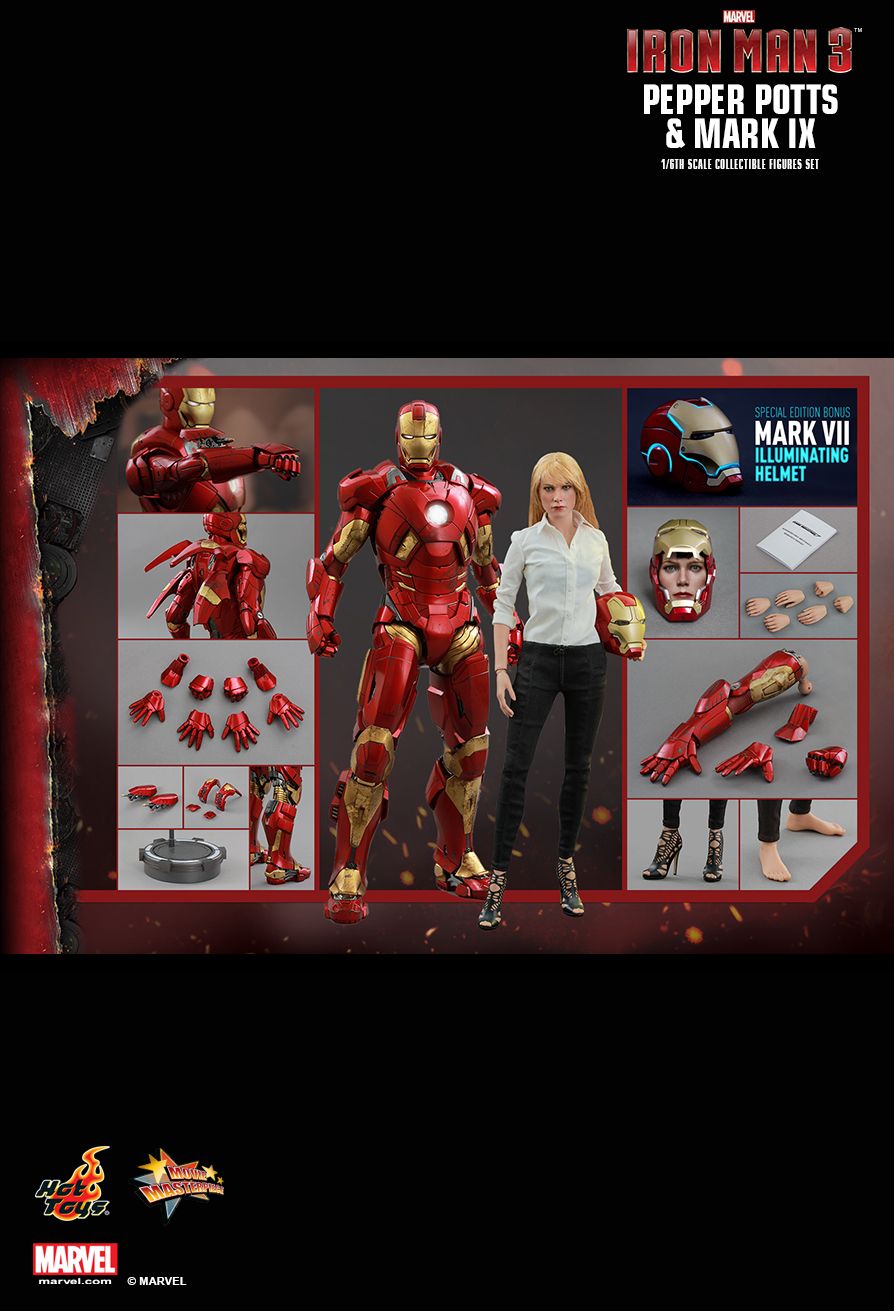 MARVEL
IRON MAN 3™
PEPPER POTTS
& MARK IX
1/6TH SCALE COLLECTIBLE FIGURES SET
SPECIAL EDITION BONUS
MARK VII
ILLUMINATING
HELMET
Hot
Toys
MOVIE
MASTERPIECE
MARVEL
marvel.com
© MARVEL